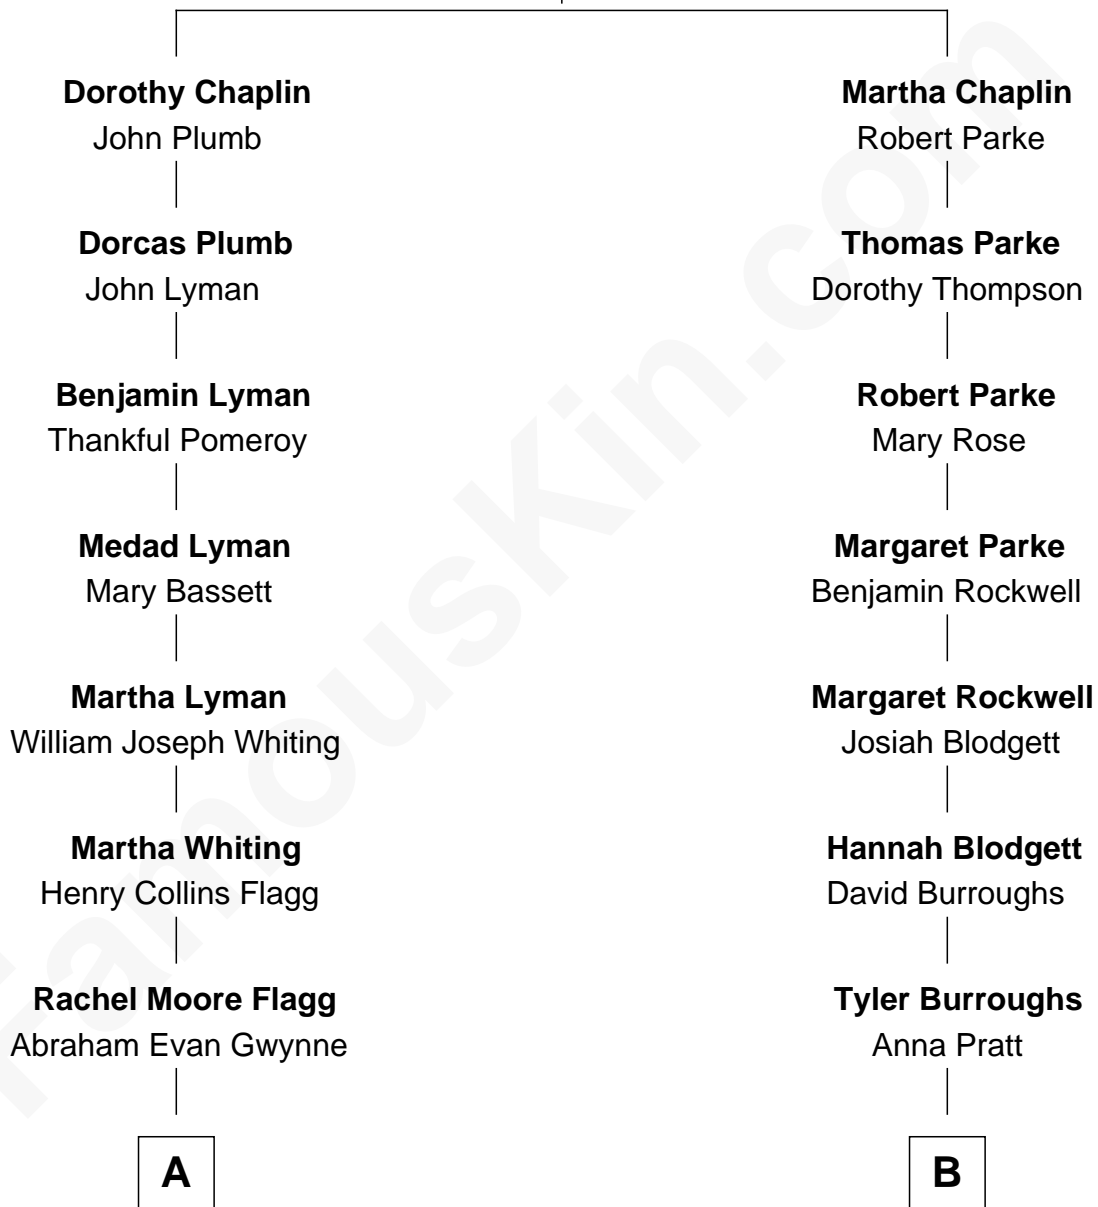 Dorothy Chaplin
John Plumb
Dorcas Plumb
John Lyman
Benjamin Lyman
Thankful Pomeroy
Medad Lyman
Mary Bassett
Martha Lyman
William Joseph Whiting
Martha Whiting
Henry Collins Flagg
Rachel Moore Flagg
Abraham Evan Gwynne
A
Martha Chaplin
Robert Parke
Thomas Parke
Dorothy Thompson
Robert Parke
Mary Rose
Margaret Parke
Benjamin Rockwell
Margaret Rockwell
Josiah Blodgett
Hannah Blodgett
David Burroughs
Tyler Burroughs
Anna Pratt
B
FamousKin.com